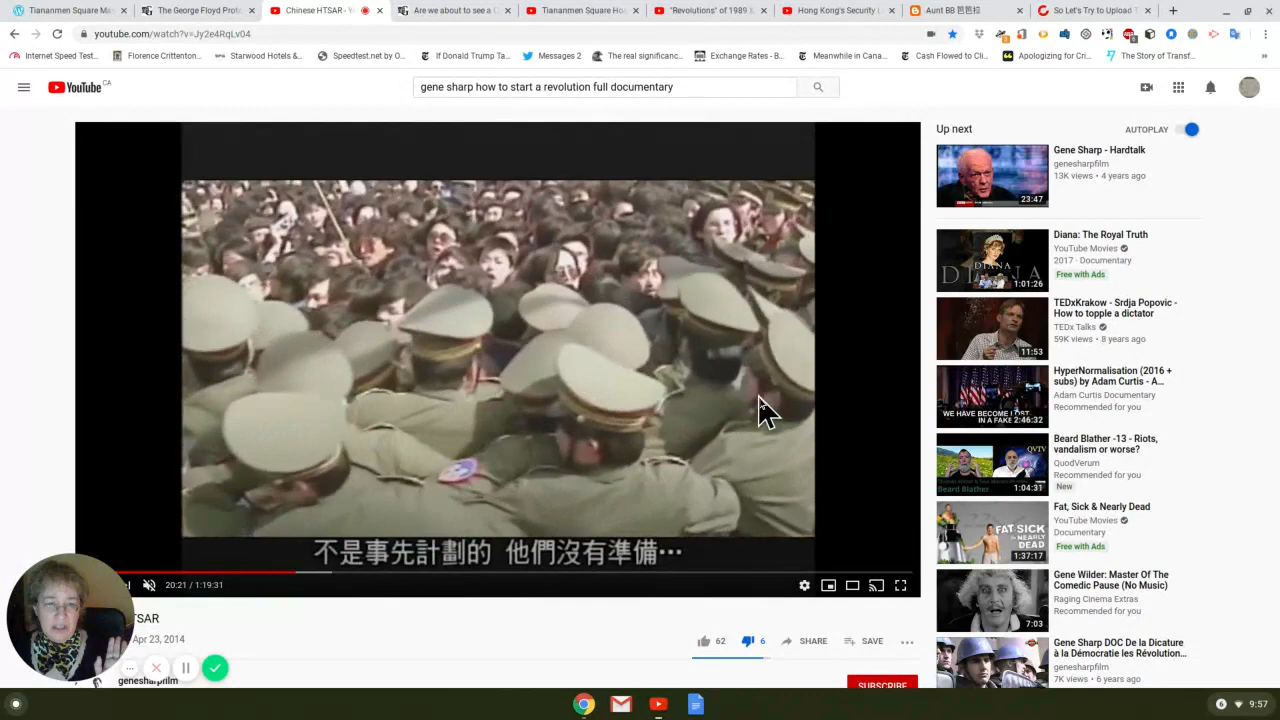 Tiananmen Square Ma
The George Floyd Prote
Chinese HTSAR - Y
Are we about to see a C
Tiananmen Square Ho
"Revolutions" of 1989 &
Hong Kong's Security L
Aunt BB 芭芭拉
So Let's Try to Upload T
youtube.com/watch?v=Jy2e4RqLv04
Internet Speed Test...
Florence Crittenton...
Starwood Hotels &...
Speedtest.net by O...
If Donald Trump Ta...
Messages 2
The real significanc...
Exchange Rates - B...
Meanwhile in Cana...
Cash Flowed to Cli...
Apologizing for Cri...
The Story of Transf...
YouTube CA
gene sharp how to start a revolution full documentary
不是事先計劃的 他們沒有準備…
20:21 / 1:19:31
TSAR
Apr 23, 2014
62
6
SHARE
SAVE
genesharpfilm
SUBSCRIBE
Up next
AUTOPLAY
Gene Sharp - Hardtalk
genesharpfilm
13K views • 4 years ago
23:47
Diana: The Royal Truth
YouTube Movies
2017 · Documentary
Free with Ads
DIANA
1:01:26
TEDxKrakow - Srdja Popovic -
How to topple a dictator
TEDx Talks
59K views • 8 years ago
11:53
HyperNormalisation (2016 +
subs) by Adam Curtis - A...
Adam Curtis Documentary
Recommended for you
WE HAVE BECOME LOST
IN A FAKE
2:46:32
Beard Blather -13 - Riots,
vandalism or worse?
QuodVerum
Recommended for you
New
QVTV
Beard Blather
1:04:31
Fat, Sick & Nearly Dead
YouTube Movies
Documentary
Free with Ads
FAT SICK
& NEARLY
DEAD
1:37:17
Gene Wilder: Master Of The
Comedic Pause (No Music)
Raging Cinema Extras
Recommended for you
7:03
Gene Sharp DOC De la Dicature
à la Démocratie les Révolution...
genesharpfilm
7K views • 6 years ago
6
9:57